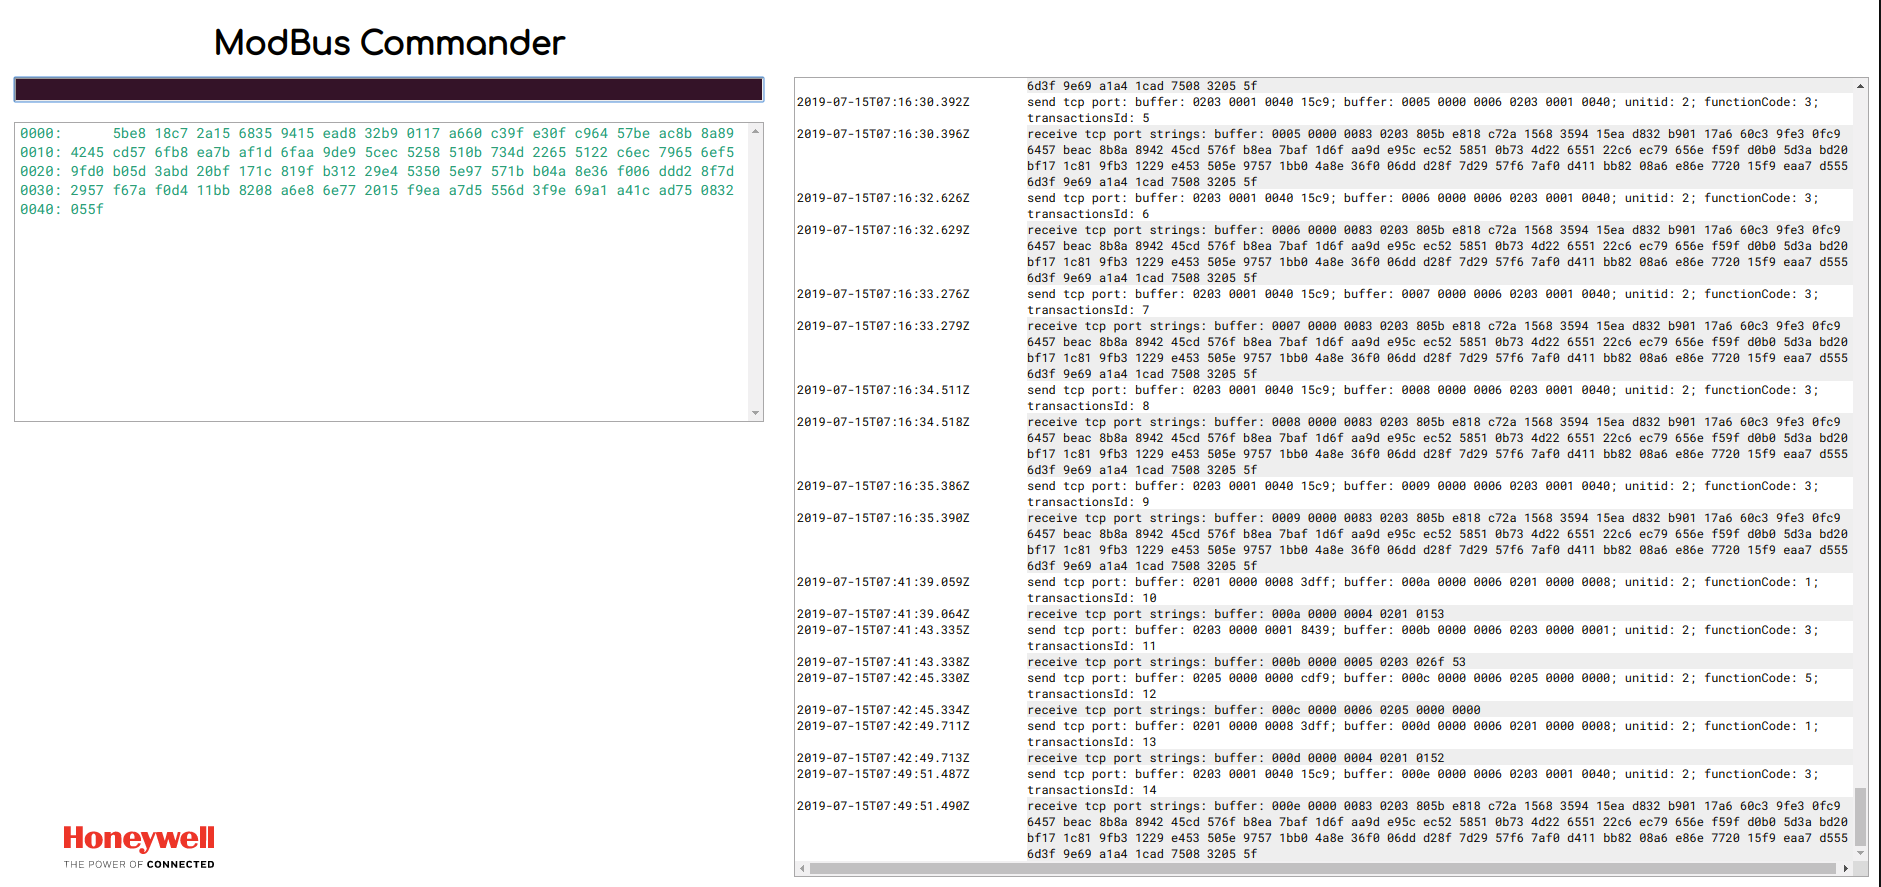 ModBus Commander
0000:      5be8 18c7 2a15 6835 9415 ead8 32b9 0117 a660 c39f e30f c964 57be ac8b 8a89
0010: 4245 cd57 6fb8 ea7b af1d 6faa 9de9 5cec 5258 510b 734d 2265 5122 c6ec 7965 6ef5
0020: 9fd0 b05d 3abd 20bf 171c 819f b312 29e4 5350 5e97 571b b04a 8e36 f006 ddd2 8f7d
0030: 2957 f67a f0d4 11bb 8208 a6e8 6e77 2015 f9ea a7d5 556d 3f9e 69a1 a41c ad75 0832
0040: 055f
6d3f 9e69 a1a4 1cad 7508 3205 5f
2019-07-15T07:16:30.392Z send tcp port: buffer: 0203 0001 0040 15c9; buffer: 0005 0000 0006 0203 0001 0040; unitid: 2; functionCode: 3;
transactionsId: 5
2019-07-15T07:16:30.396Z receive tcp port strings: buffer: 0005 0000 0083 0203 805b e818 c72a 1568 3594 15ea d832 b901 17a6 60c3 9fe3 0fc9
6457 beac 8b8a 8942 45cd 576f b8ea 7baf 1d6f aa9d e95c ec52 5851 0b73 4d22 6551 22c6 ec79 656e f59f d0b0 5d3a bd20
bf17 1c81 9fb3 1229 e453 505e 9757 1bb0 4a8e 36f0 06dd d28f 7d29 57f6 7af0 d411 bb82 08a6 e86e 7720 15f9 eaa7 d555
6d3f 9e69 a1a4 1cad 7508 3205 5f
2019-07-15T07:16:32.626Z send tcp port: buffer: 0203 0001 0040 15c9; buffer: 0006 0000 0006 0203 0001 0040; unitid: 2; functionCode: 3;
transactionsId: 6
2019-07-15T07:16:32.629Z receive tcp port strings: buffer: 0006 0000 0083 0203 805b e818 c72a 1568 3594 15ea d832 b901 17a6 60c3 9fe3 0fc9
6457 beac 8b8a 8942 45cd 576f b8ea 7baf 1d6f aa9d e95c ec52 5851 0b73 4d22 6551 22c6 ec79 656e f59f d0b0 5d3a bd20
bf17 1c81 9fb3 1229 e453 505e 9757 1bb0 4a8e 36f0 06dd d28f 7d29 57f6 7af0 d411 bb82 08a6 e86e 7720 15f9 eaa7 d555
6d3f 9e69 a1a4 1cad 7508 3205 5f
2019-07-15T07:16:33.276Z send tcp port: buffer: 0203 0001 0040 15c9; buffer: 0007 0000 0006 0203 0001 0040; unitid: 2; functionCode: 3;
transactionsId: 7
2019-07-15T07:16:33.279Z receive tcp port strings: buffer: 0007 0000 0083 0203 805b e818 c72a 1568 3594 15ea d832 b901 17a6 60c3 9fe3 0fc9
6457 beac 8b8a 8942 45cd 576f b8ea 7baf 1d6f aa9d e95c ec52 5851 0b73 4d22 6551 22c6 ec79 656e f59f d0b0 5d3a bd20
bf17 1c81 9fb3 1229 e453 505e 9757 1bb0 4a8e 36f0 06dd d28f 7d29 57f6 7af0 d411 bb82 08a6 e86e 7720 15f9 eaa7 d555
6d3f 9e69 a1a4 1cad 7508 3205 5f
2019-07-15T07:16:34.511Z send tcp port: buffer: 0203 0001 0040 15c9; buffer: 0008 0000 0006 0203 0001 0040; unitid: 2; functionCode: 3;
transactionsId: 8
2019-07-15T07:16:34.518Z receive tcp port strings: buffer: 0008 0000 0083 0203 805b e818 c72a 1568 3594 15ea d832 b901 17a6 60c3 9fe3 0fc9
6457 beac 8b8a 8942 45cd 576f b8ea 7baf 1d6f aa9d e95c ec52 5851 0b73 4d22 6551 22c6 ec79 656e f59f d0b0 5d3a bd20
bf17 1c81 9fb3 1229 e453 505e 9757 1bb0 4a8e 36f0 06dd d28f 7d29 57f6 7af0 d411 bb82 08a6 e86e 7720 15f9 eaa7 d555
6d3f 9e69 a1a4 1cad 7508 3205 5f
2019-07-15T07:16:35.386Z send tcp port: buffer: 0203 0001 0040 15c9; buffer: 0009 0000 0006 0203 0001 0040; unitid: 2; functionCode: 3;
transactionsId: 9
2019-07-15T07:16:35.390Z receive tcp port strings: buffer: 0009 0000 0083 0203 805b e818 c72a 1568 3594 15ea d832 b901 17a6 60c3 9fe3 0fc9
6457 beac 8b8a 8942 45cd 576f b8ea 7baf 1d6f aa9d e95c ec52 5851 0b73 4d22 6551 22c6 ec79 656e f59f d0b0 5d3a bd20
bf17 1c81 9fb3 1229 e453 505e 9757 1bb0 4a8e 36f0 06dd d28f 7d29 57f6 7af0 d411 bb82 08a6 e86e 7720 15f9 eaa7 d555
6d3f 9e69 a1a4 1cad 7508 3205 5f
2019-07-15T07:41:39.059Z send tcp port: buffer: 0201 0000 0008 3dff; buffer: 000a 0000 0006 0201 0000 0008; unitid: 2; functionCode: 1;
transactionsId: 10
2019-07-15T07:41:39.064Z receive tcp port strings: buffer: 000a 0000 0004 0201 0153
2019-07-15T07:41:43.335Z send tcp port: buffer: 0203 0000 0001 8439; buffer: 000b 0000 0006 0203 0000 0001; unitid: 2; functionCode: 3;
transactionsId: 11
2019-07-15T07:41:43.338Z receive tcp port strings: buffer: 000b 0000 0005 0203 026f 53
2019-07-15T07:42:45.330Z send tcp port: buffer: 0205 0000 0000 cdf9; buffer: 000c 0000 0006 0205 0000 0000; unitid: 2; functionCode: 5;
transactionsId: 12
2019-07-15T07:42:45.334Z receive tcp port strings: buffer: 000c 0000 0006 0205 0000 0000
2019-07-15T07:42:49.711Z send tcp port: buffer: 0201 0000 0008 3dff; buffer: 000d 0000 0006 0201 0000 0008; unitid: 2; functionCode: 1;
transactionsId: 13
2019-07-15T07:42:49.713Z receive tcp port strings: buffer: 000d 0000 0004 0201 0152
2019-07-15T07:49:51.487Z send tcp port: buffer: 0203 0001 0040 15c9; buffer: 000e 0000 0006 0203 0001 0040; unitid: 2; functionCode: 3;
transactionsId: 14
2019-07-15T07:49:51.490Z receive tcp port strings: buffer: 000e 0000 0083 0203 805b e818 c72a 1568 3594 15ea d832 b901 17a6 60c3 9fe3 0fc9
6457 beac 8b8a 8942 45cd 576f b8ea 7baf 1d6f aa9d e95c ec52 5851 0b73 4d22 6551 22c6 ec79 656e f59f d0b0 5d3a bd20
bf17 1c81 9fb3 1229 e453 505e 9757 1bb0 4a8e 36f0 06dd d28f 7d29 57f6 7af0 d411 bb82 08a6 e86e 7720 15f9 eaa7 d555
6d3f 9e69 a1a4 1cad 7508 3205 5f
Honeywell
THE POWER OF CONNECTED